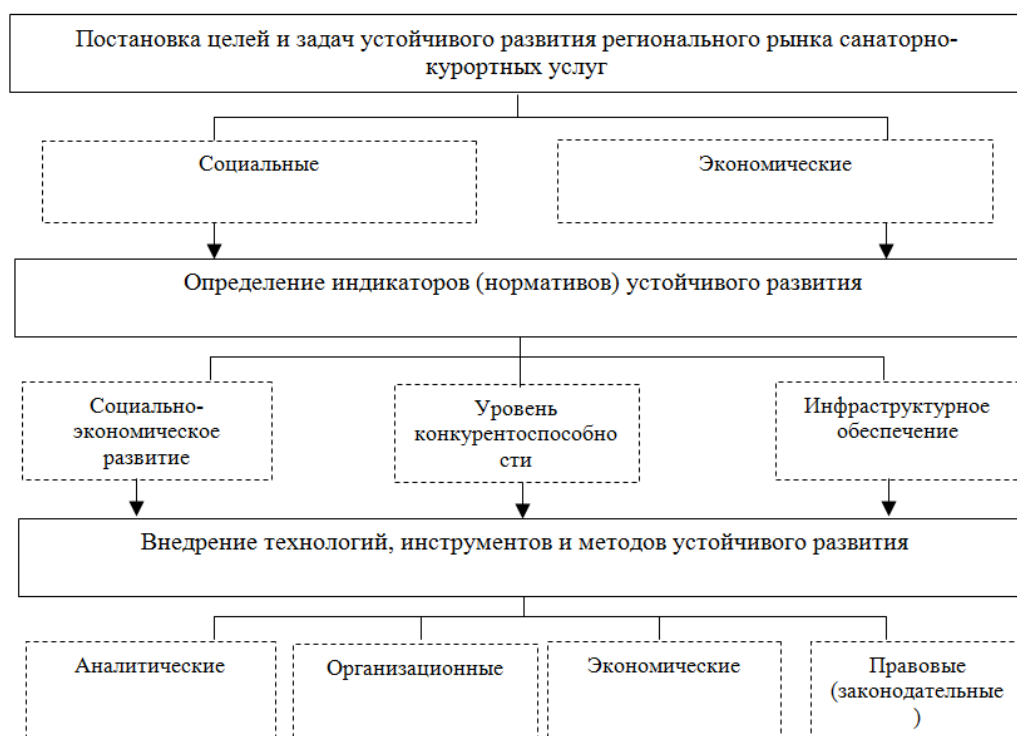 Постановка целей и задач устойчивого развития регионального рынка санаторно-
курортных услуг
Социальные
Экономические
Определение индикаторов (нормативов) устойчивого развития
Социально-
экономическое
развитие
Уровень
конкурентоспособно
сти
Инфраструктурное
обеспечение
Внедрение технологий, инструментов и методов устойчивого развития
Аналитические
Организационные
Экономические
Правовые
(законодательные
)